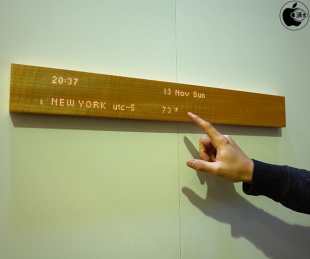 20:37
13 Nov Sun
NEW YORK utc-5
73°F